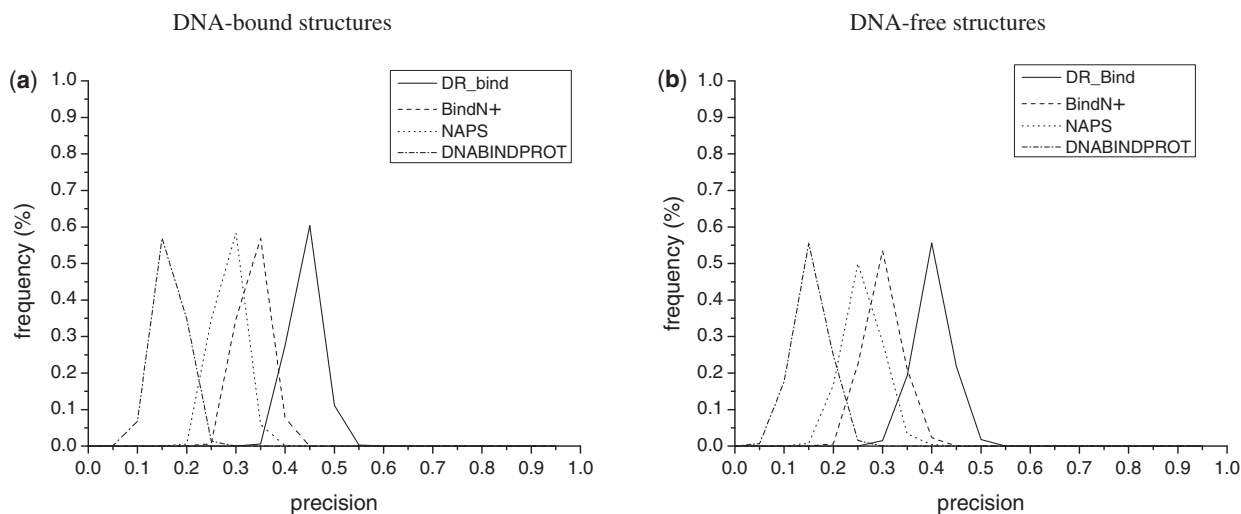 DNA-bound structures
DNA-free structures
(a)
DR_bind
BindN+
NAPS
DNABINDPROT
1.0
0.9
0.8
0.7
0.6
0.5
0.4
0.3
0.2
0.1
0.0
frequency (%)
0.0 0.1 0.2 0.3 0.4 0.5 0.6 0.7 0.8 0.9 1.0
precision
(b)
DR_Bind
BindN+
NAPS
DNABINDPROT
1.0
0.9
0.8
0.7
0.6
0.5
0.4
0.3
0.2
0.1
0.0
frequency (%)
0.0 0.1 0.2 0.3 0.4 0.5 0.6 0.7 0.8 0.9 1.0
precision